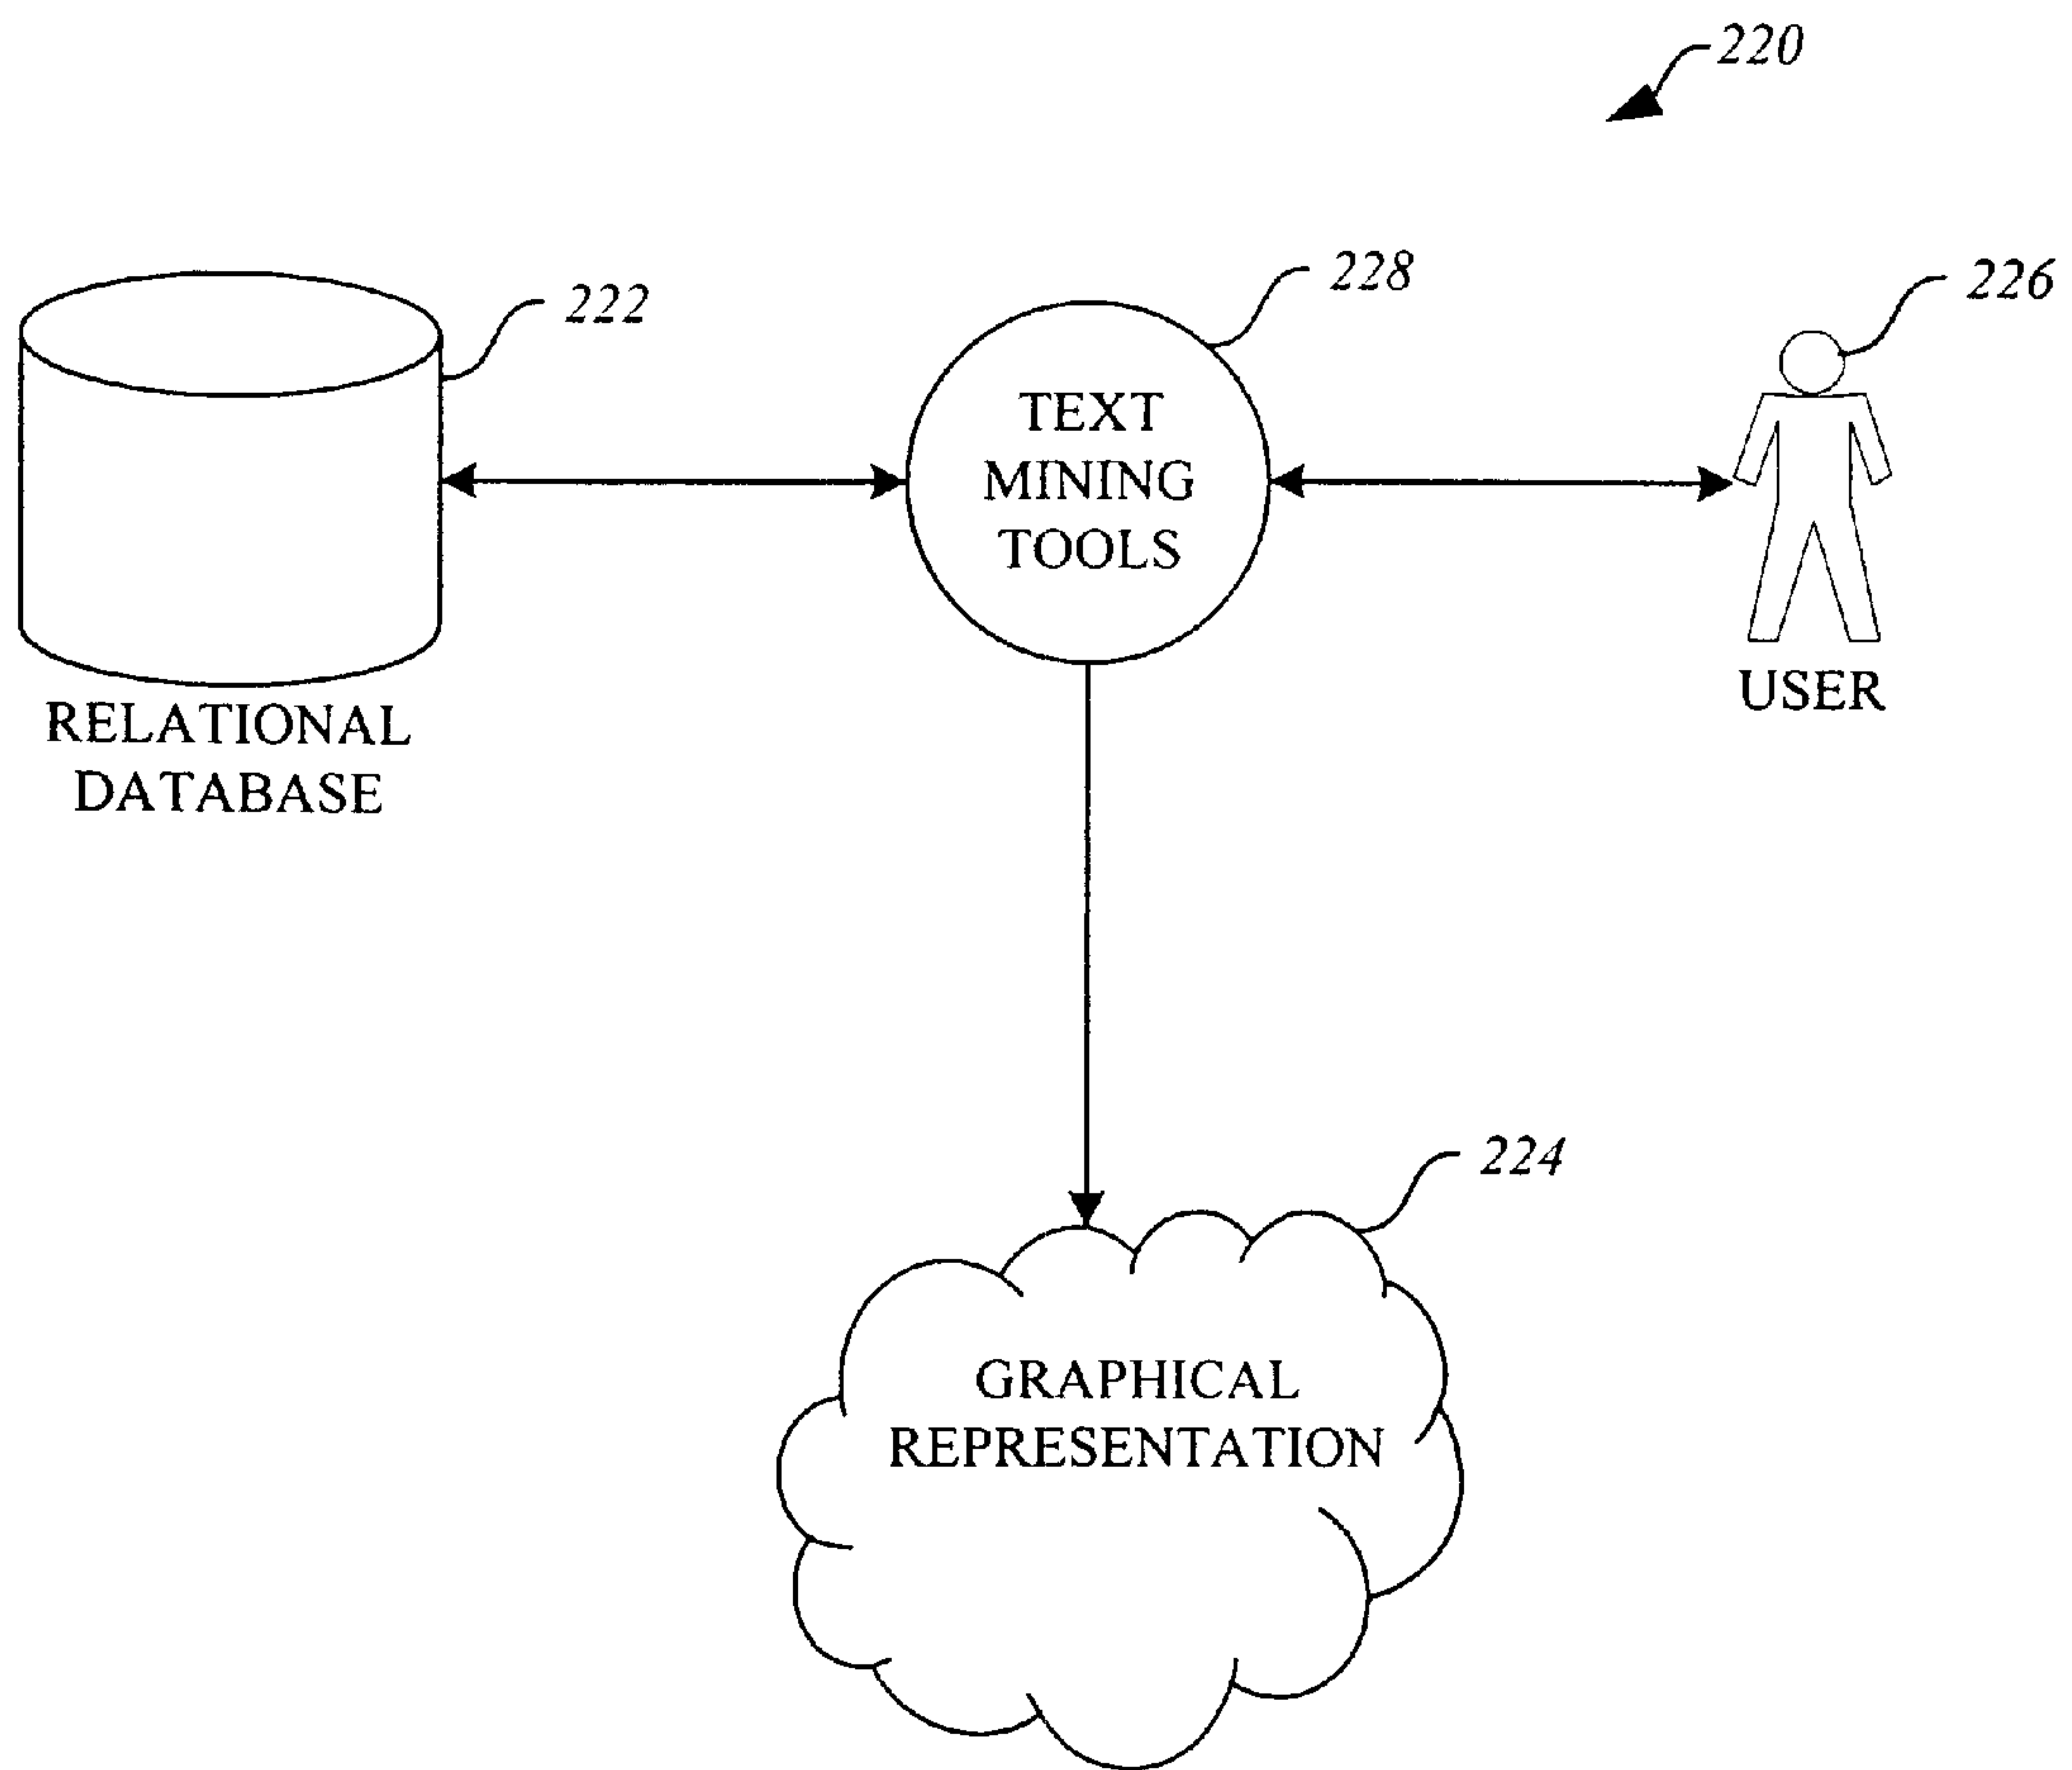 220
222
228
226
TEXT
MINING
TOOLS
USER
RELATIONAL
DATABASE
224
GRAPHICAL
REPRESENTATION